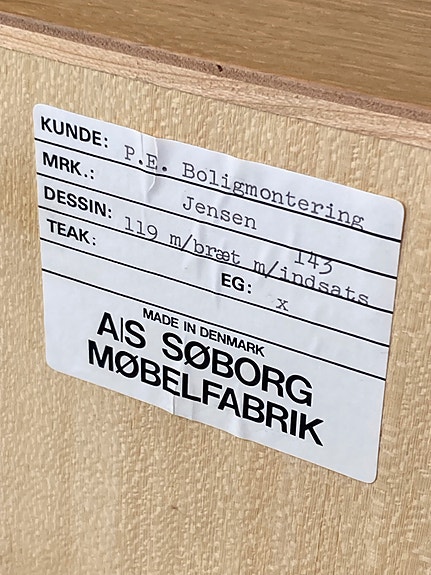 KUNDE: P.E. Boligmontering
MRK.: Jensen 143
DESSIN: 119 m/bræt m/indsats
TEAK: EG: x
MADE IN DENMARK
A|S SØBORG
MØBELFABRIK